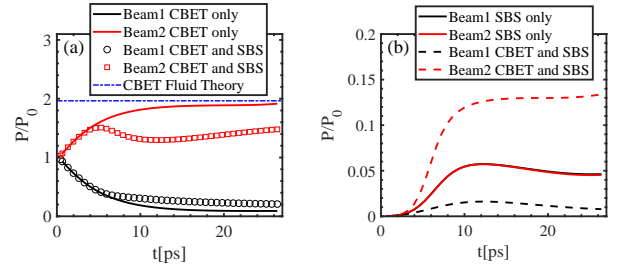 Beam1 CBET only
Beam2 CBET only
Beam1 CBET and SBS
Beam2 CBET and SBS
CBET Fluid Theory
(a)
P/P0
3
2
1
0
0
10
20
t[ps]
Beam1 SBS only
Beam2 SBS only
Beam1 CBET and SBS
Beam2 CBET and SBS
(b)
P/P0
0.2
0.15
0.1
0.05
0
0
10
20
t[ps]